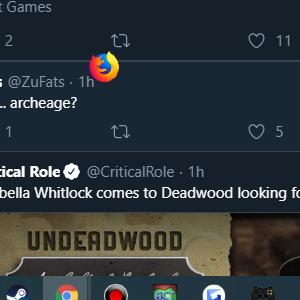 t Games
2 11
s @ZuFats · 1h
.. archeage?
1 5
tical Role @CriticalRole · 1h
bella Whitlock comes to Deadwood looking fo
UNDEADWOOD